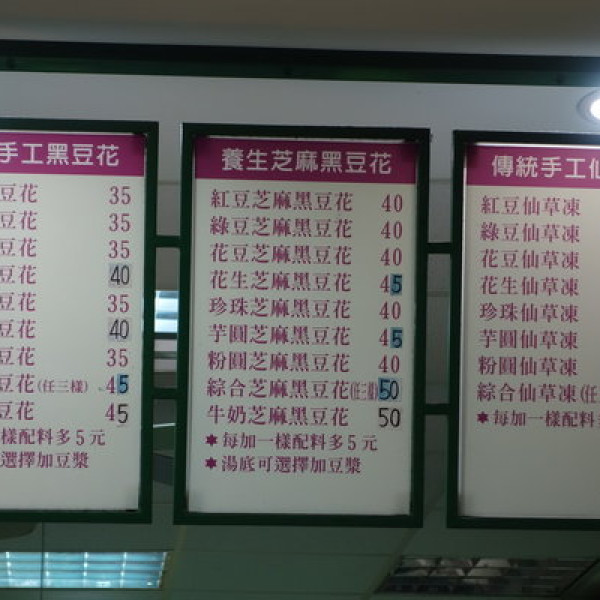 手工黑豆花
豆花 35
豆花 35
豆花 35
豆花 40
豆花 35
豆花 40
豆花 35
豆花(任三樣) 45
豆花 45
樣配料多5元
選擇加豆漿
養生芝麻黑豆花
紅豆芝麻黑豆花 40
綠豆芝麻黑豆花 40
花豆芝麻黑豆花 40
花生芝麻黑豆花 45
珍珠芝麻黑豆花 40
芋圓芝麻黑豆花 45
粉圓芝麻黑豆花 40
綜合芝麻黑豆花(任三樣) 50
牛奶芝麻黑豆花 50
✱每加一樣配料多5元
✱湯底可選擇加豆漿
傳統手工仙
紅豆仙草凍
綠豆仙草凍
花豆仙草凍
花生仙草凍
珍珠仙草凍
芋圓仙草凍
粉圓仙草凍
綜合仙草凍(任
✱每加一樣配料